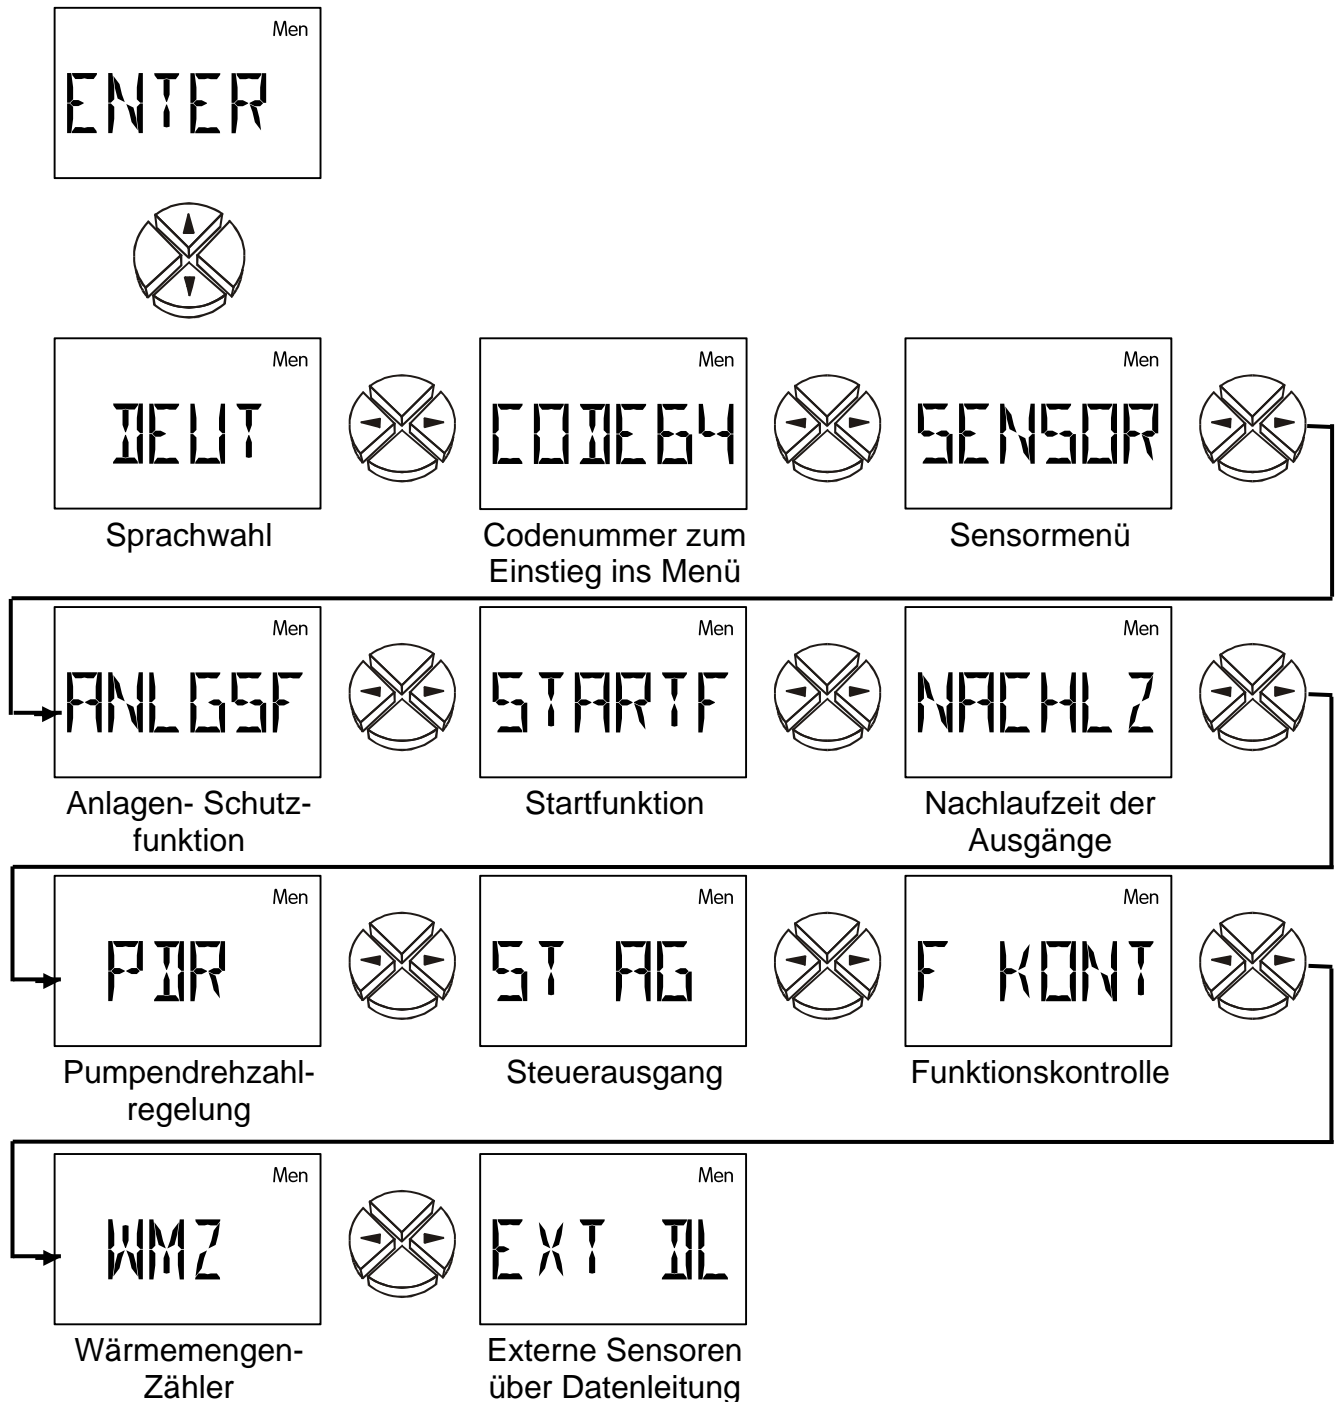 Men
ENTER
Men
DEUT
Men
CODE64
Men
SENSOR
Sprachwahl
Codenummer zum
Einstieg ins Menü
Sensormenü
Men
ANLGSF
Men
STARTF
Men
NACHLZ
Anlagen- Schutz-
funktion
Startfunktion
Nachlaufzeit der
Ausgänge
Men
PDR
Men
ST AG
Men
F KONT
Pumpendrehzahl-
regelung
Steuerausgang
Funktionskontrolle
Men
WMZ
Men
EXT DL
Wärmemengen-
Zähler
Externe Sensoren
über Datenleitung